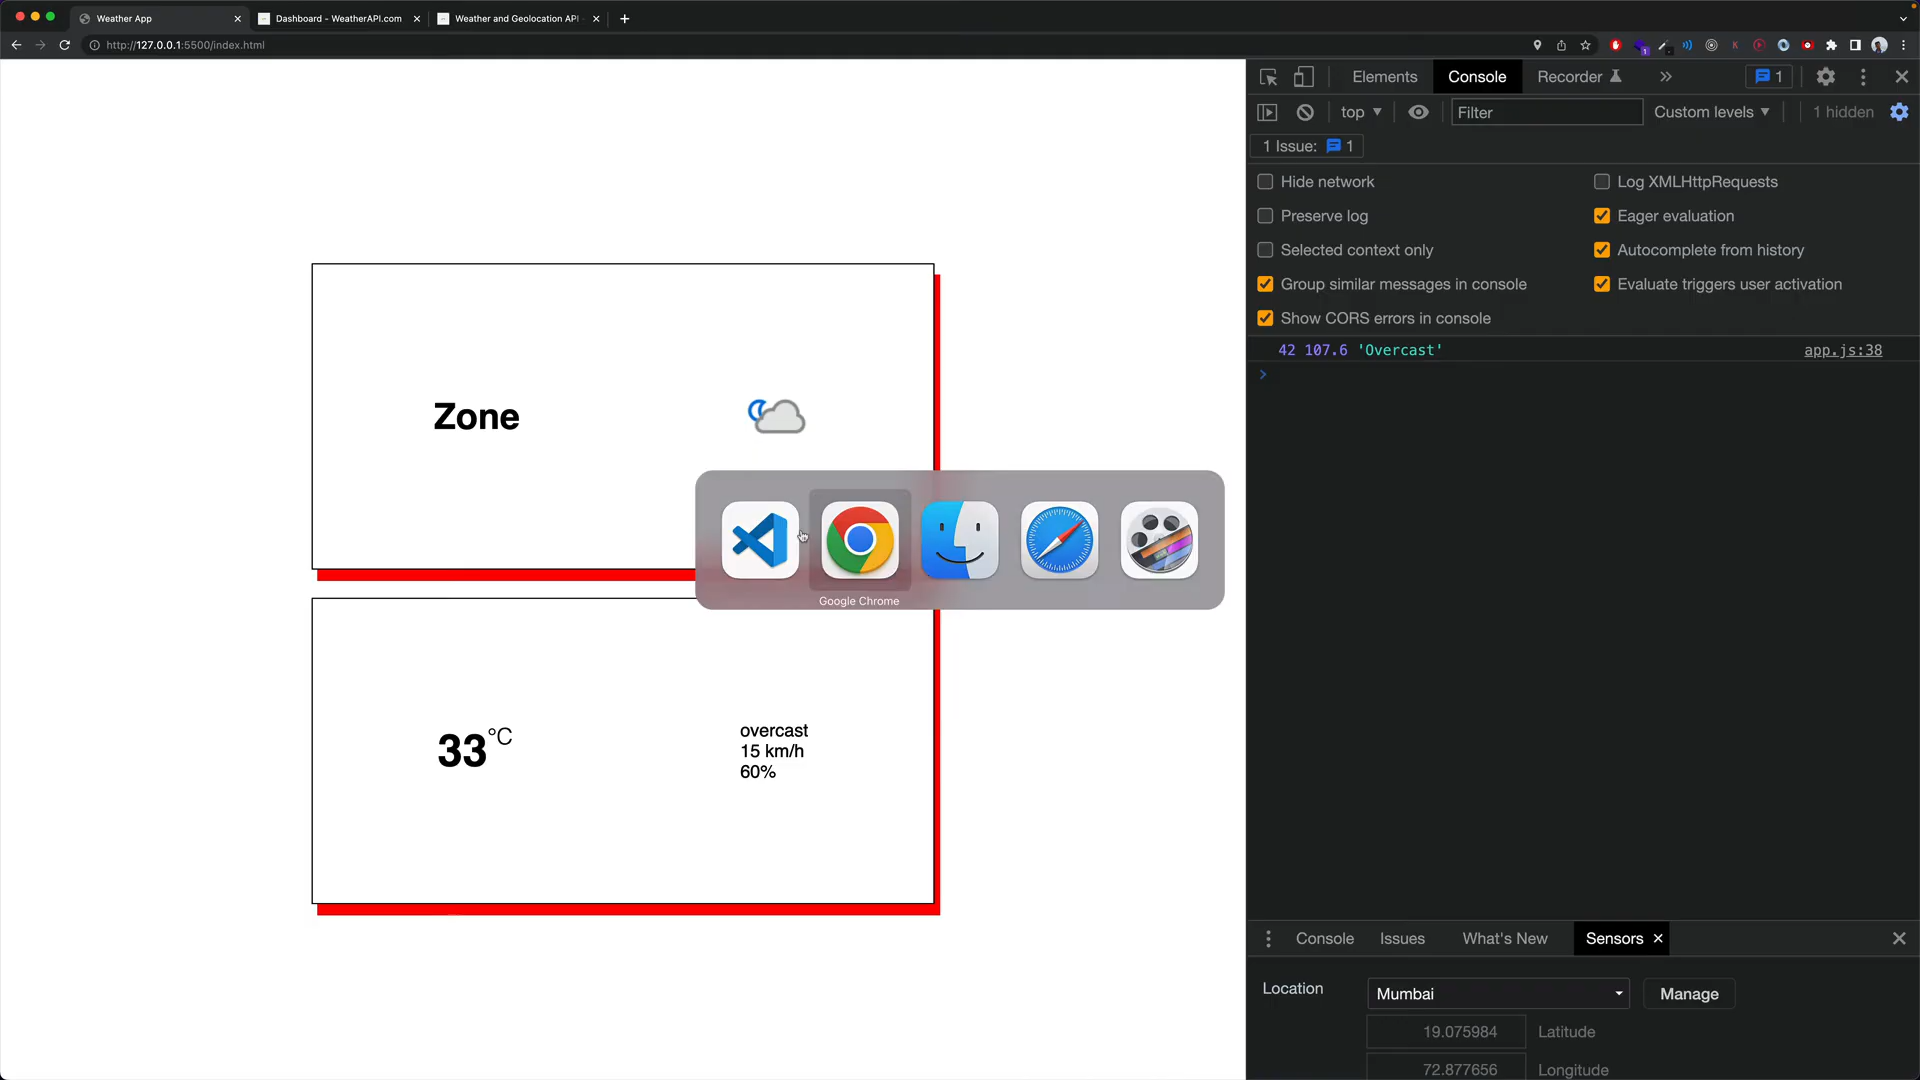 Weather App
Dashboard - WeatherAPI.com
Weather and Geolocation API
http://127.0.0.1:5500/index.html
Elements
Console
Recorder
1
top
Filter
Custom levels
1 hidden
1 Issue:
1
Hide network
Log XMLHttpRequests
Preserve log
Eager evaluation
Selected context only
Autocomplete from history
Group similar messages in console
Evaluate triggers user activation
Show CORS errors in console
42 107.6 'Overcast'
app.js:38
Zone
Google Chrome
33°C
overcast
15 km/h
60%
Console
Issues
What's New
Sensors
Location
Mumbai
Manage
19.075984
Latitude
72.877656
Longitude